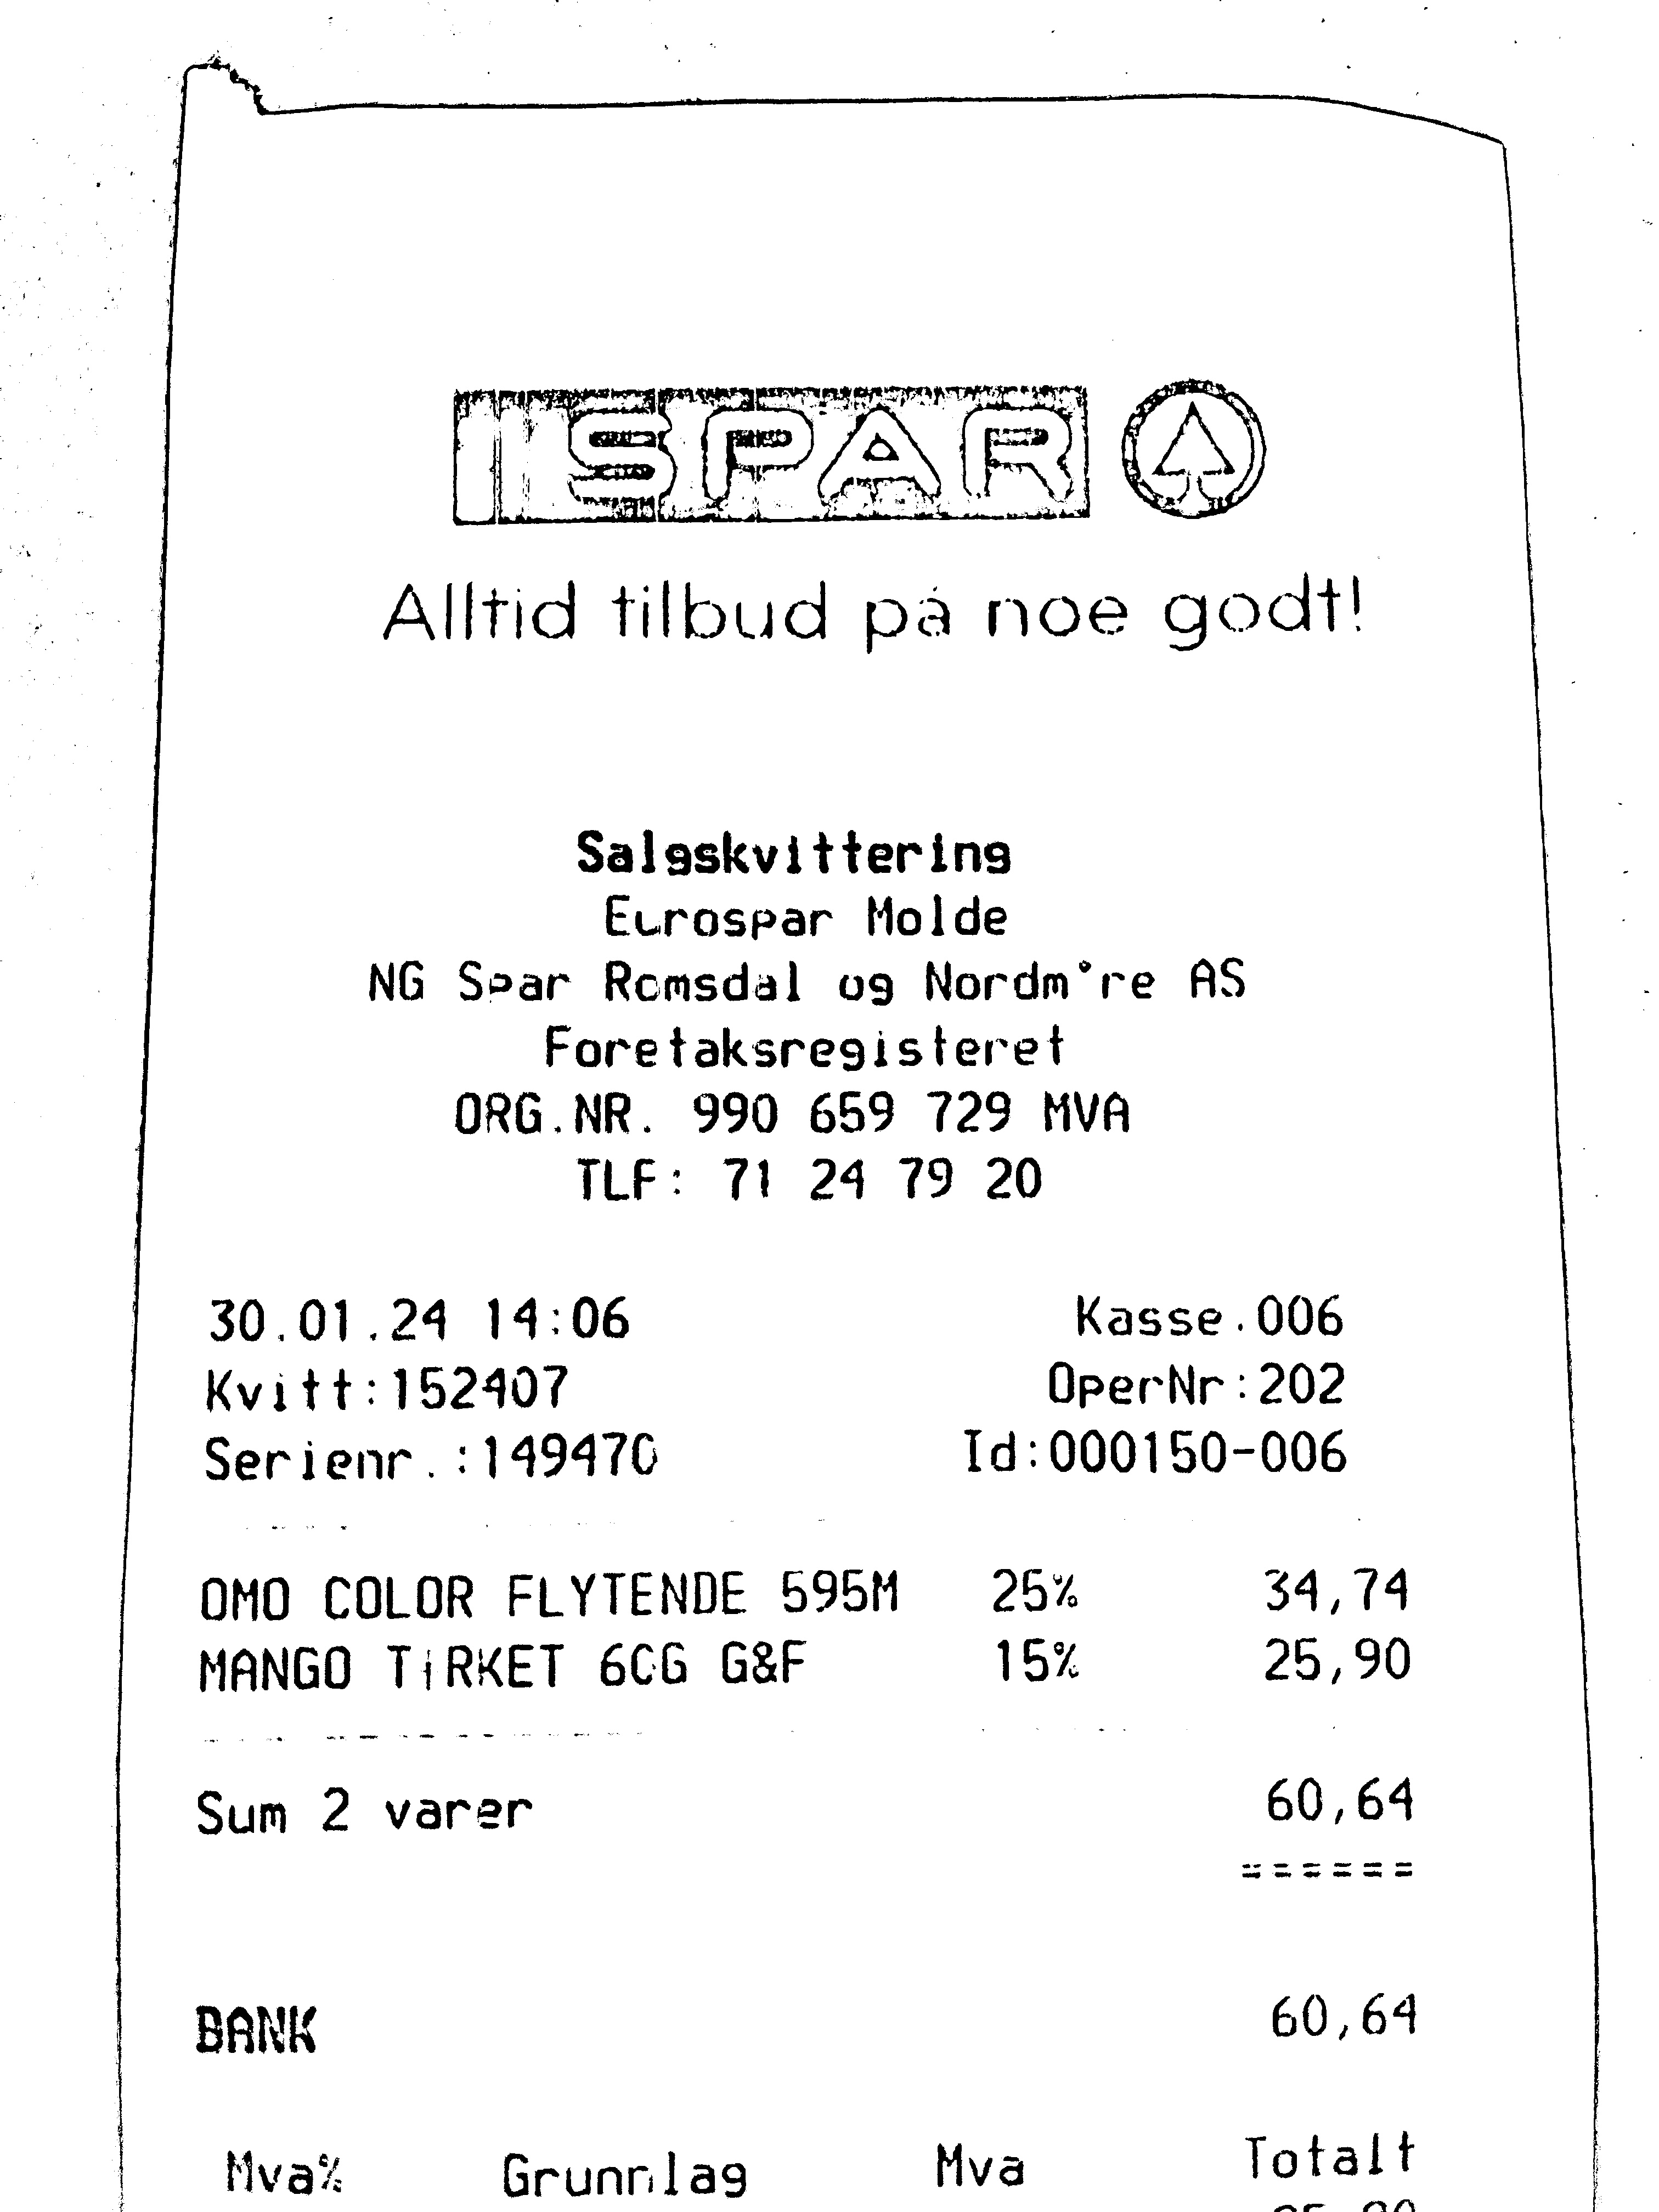 SPAR
Alltid tilbud på noe godt!
Salgskvittering
Eurospar Molde
NG Spar Romsdal og Nordm°re AS
Foretaksregisteret
ORG.NR. 990 659 729 MVA
TLF: 71 24 79 20
30.01.24 14:06 Kasse.006
Kvitt:152407 OperNr:202
Serienr.:149470 Id:000150-006
OMO COLOR FLYTENDE 595M 25% 34,74
MANGO TiRKET 60G G&F 15% 25,90
Sum 2 varer 60,64
======
BANK 60,64
Mva% Grunnlag Mva Totalt